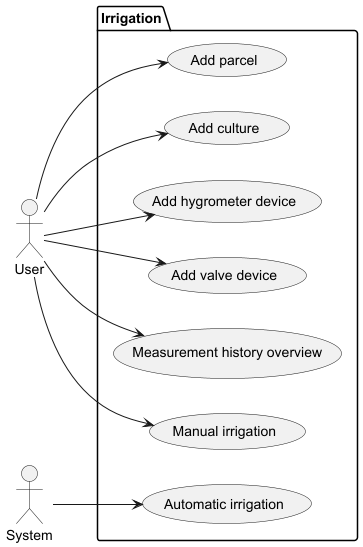 Irrigation
Add parcel
Add culture
Add hygrometer device
User
Add valve device
Measurement history overview
Manual irrigation
System
Automatic irrigation